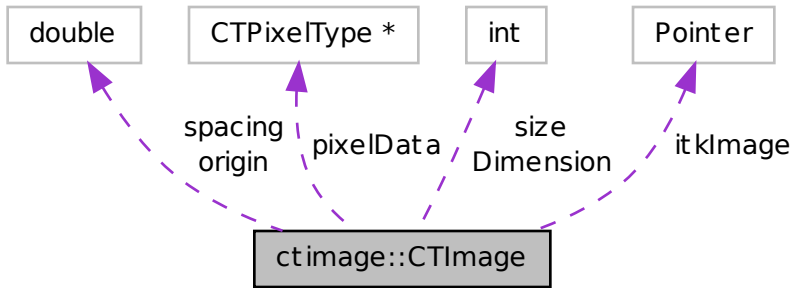 double
CTPixelType *
int
Pointer
spacing
origin
pixelData
size
Dimension
itkImage
ctimage::CTImage